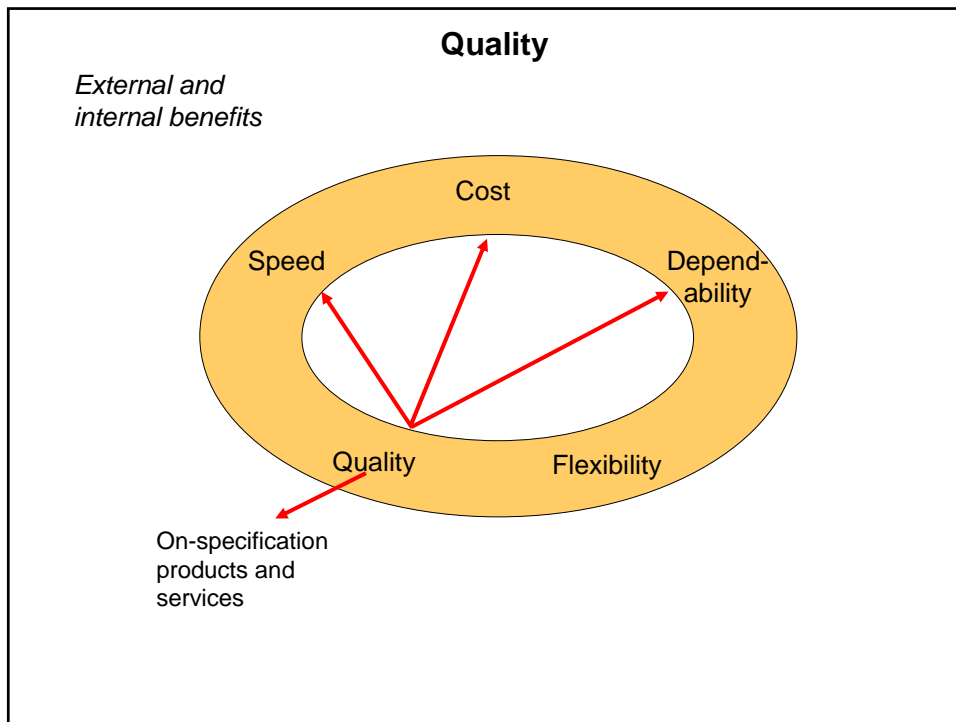 Quality
External and
internal benefits
Cost
Speed
Depend-
ability
Quality
Flexibility
On-specification
products and
services